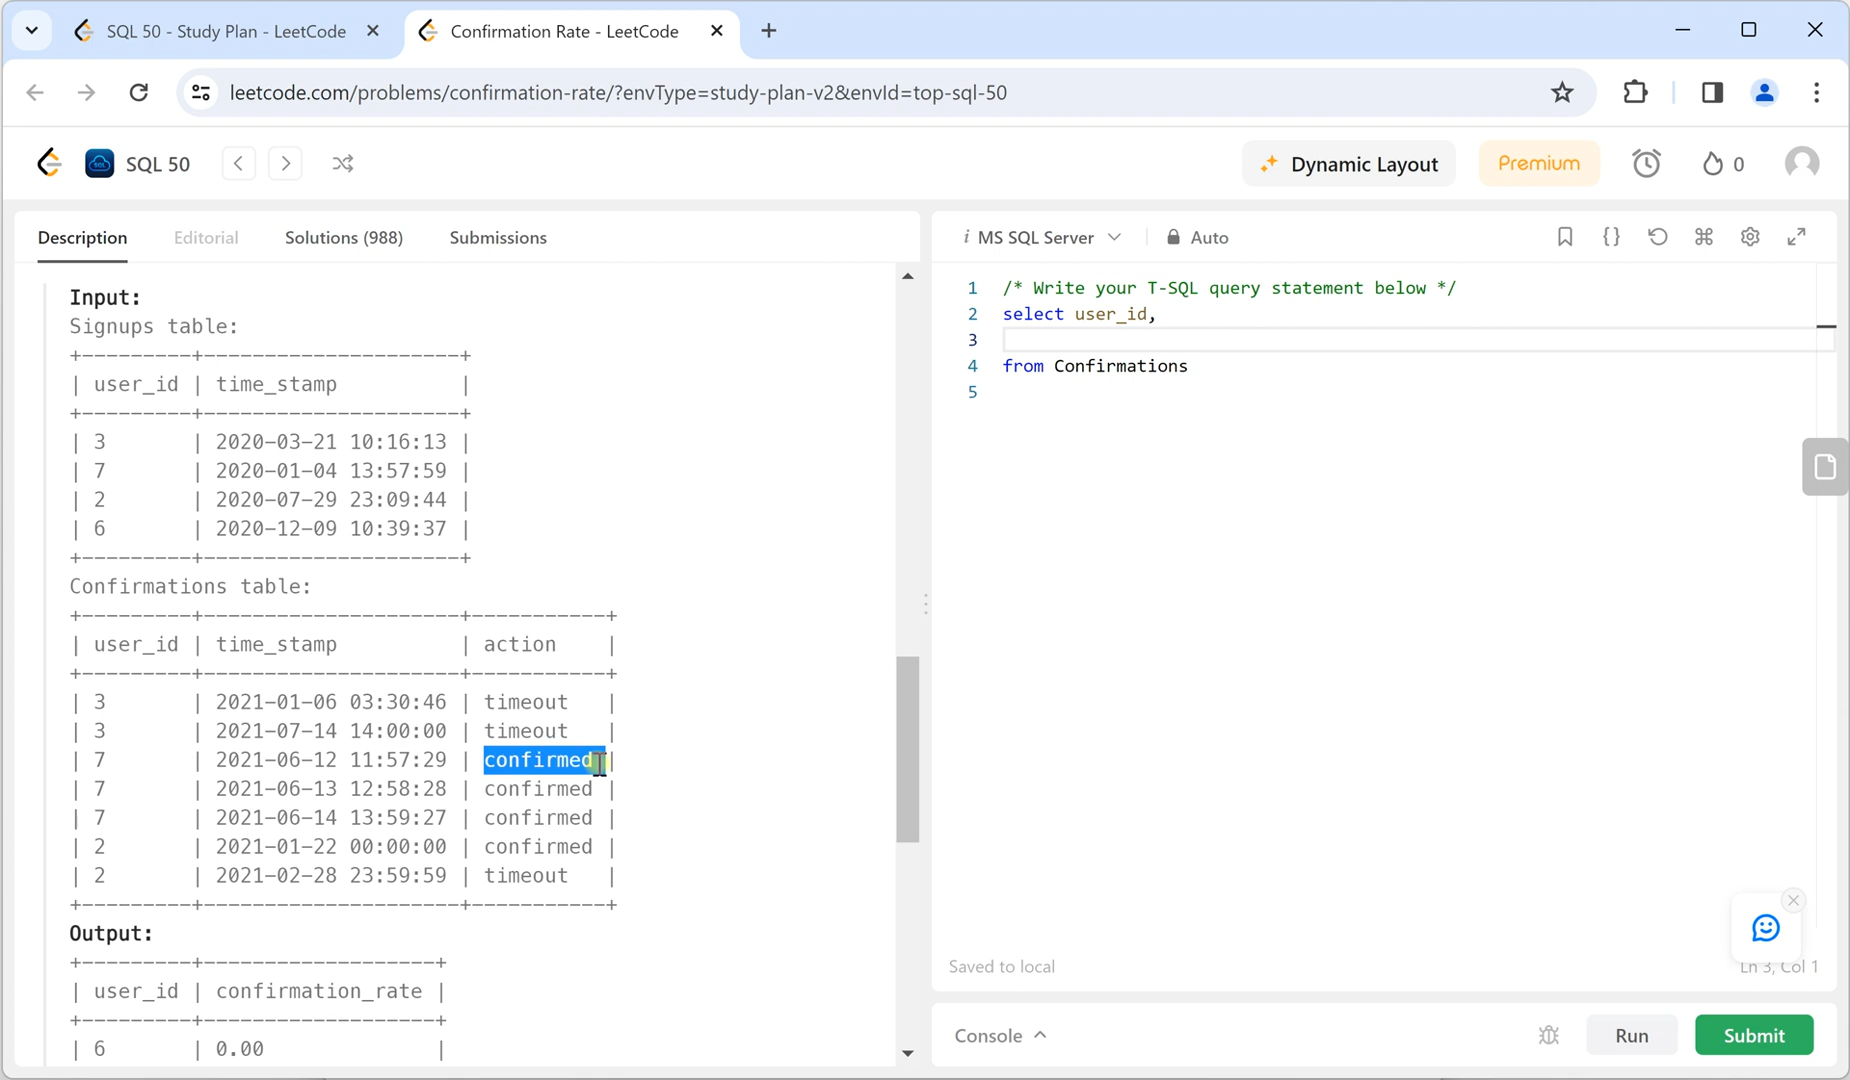 SQL 50 - Study Plan - LeetCode
Confirmation Rate - LeetCode
leetcode.com/problems/confirmation-rate/?envType=study-plan-v2&envId=top-sql-50
SQL 50
Dynamic Layout
Premium
0
Description
Editorial
Solutions (988)
Submissions
Input:
Signups table:
+---------+---------------------+
| user_id | time_stamp          |
+---------+---------------------+
| 3       | 2020-03-21 10:16:13 |
| 7       | 2020-01-04 13:57:59 |
| 2       | 2020-07-29 23:09:44 |
| 6       | 2020-12-09 10:39:37 |
+---------+---------------------+
Confirmations table:
+---------+---------------------+-----------+
| user_id | time_stamp          | action    |
+---------+---------------------+-----------+
| 3       | 2021-01-06 03:30:46 | timeout   |
| 3       | 2021-07-14 14:00:00 | timeout   |
| 7       | 2021-06-12 11:57:29 | confirmed |
| 7       | 2021-06-13 12:58:28 | confirmed |
| 7       | 2021-06-14 13:59:27 | confirmed |
| 2       | 2021-01-22 00:00:00 | confirmed |
| 2       | 2021-02-28 23:59:59 | timeout   |
+---------+---------------------+-----------+
Output:
+---------+-------------------+
| user_id | confirmation_rate |
+---------+-------------------+
| 6       | 0.00              |
i MS SQL Server
Auto
1 /* Write your T-SQL query statement below */
2 select user_id,
3
4 from Confirmations
5
Saved to local
Ln 3, Col 1
Console
Run
Submit